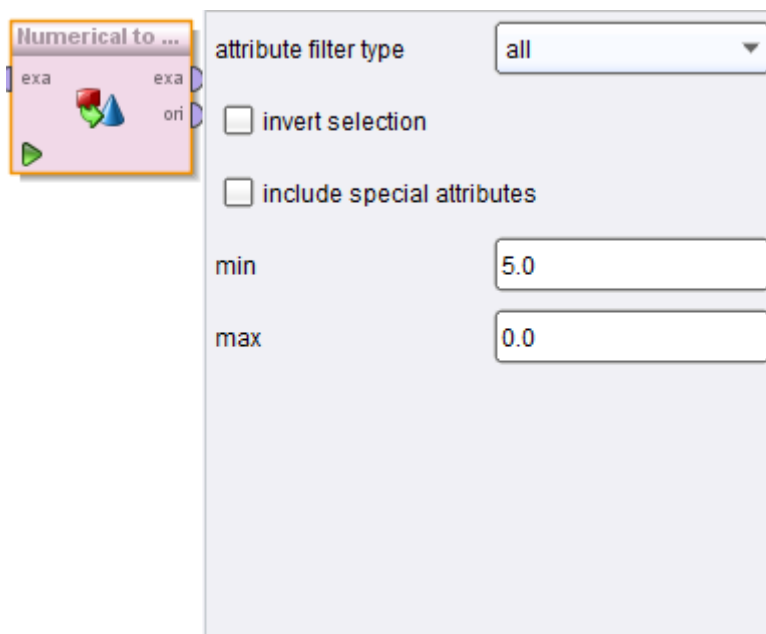 Numerical to ...
exa exa
ori
attribute filter type all
invert selection
include special attributes
min 5.0
max 0.0